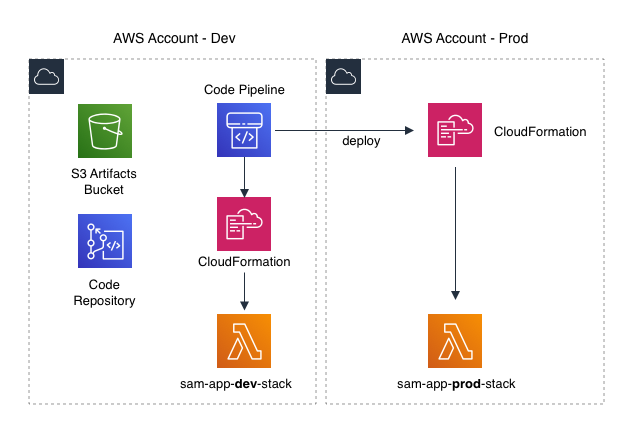 AWS Account - Dev
AWS Account - Prod
Code Pipeline
S3 Artifacts
Bucket
deploy
CloudFormation
Code
Repository
CloudFormation
sam-app-dev-stack
sam-app-prod-stack